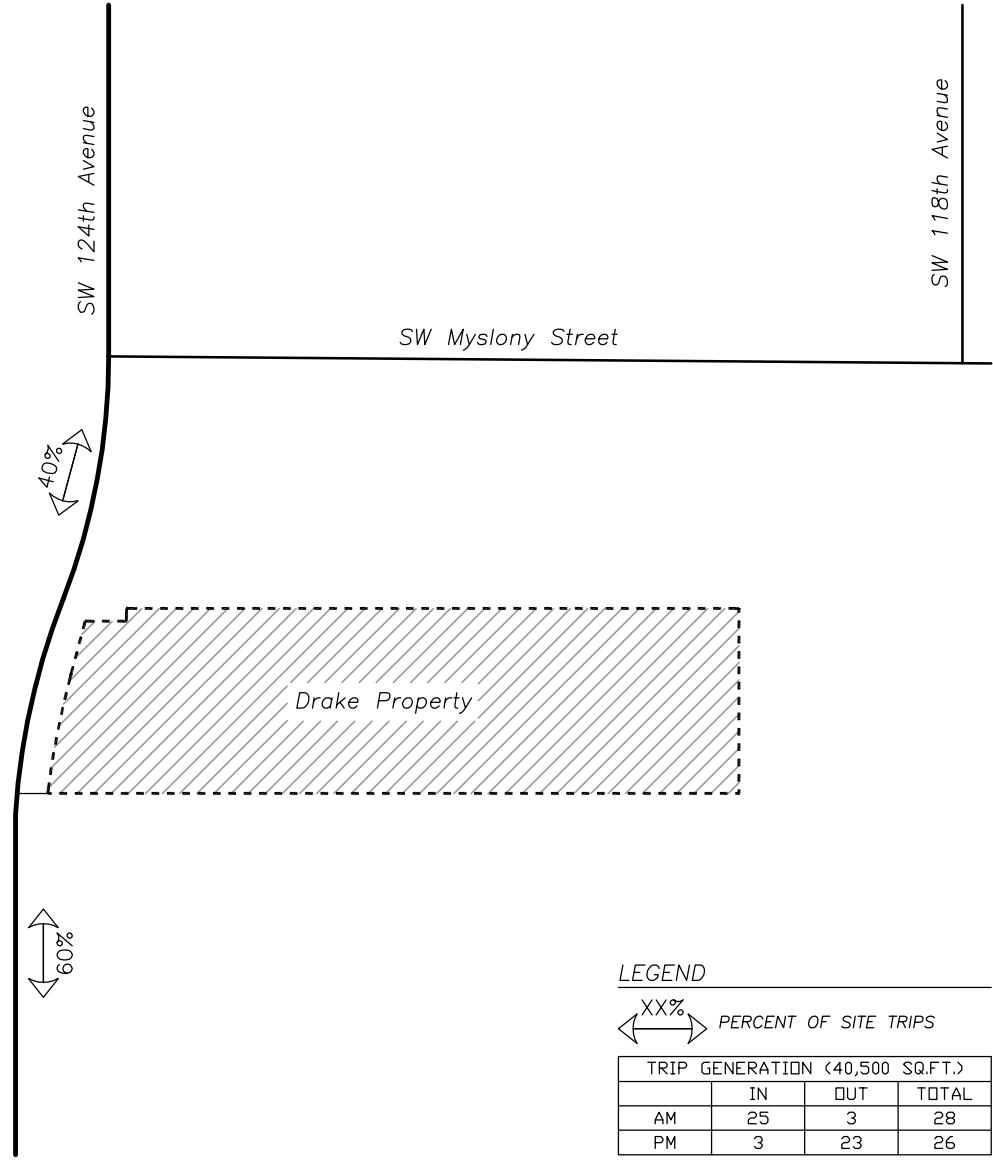 SW 124th Avenue
SW 118th Avenue
SW Myslony Street
40%
Drake Property
60%
LEGEND
XX%
PERCENT OF SITE TRIPS
TRIP GENERATION (40,500 SQ.FT.)
IN OUT TOTAL
AM 25 3 28
PM 3 23 26